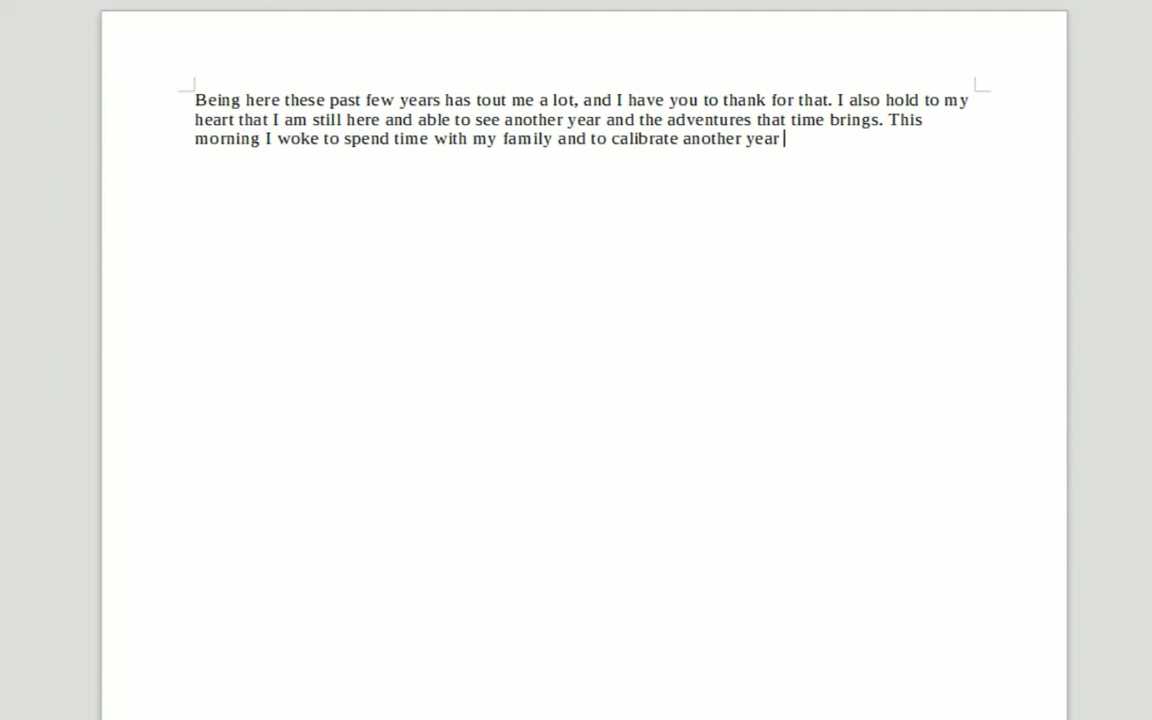 Being here these past few years has tout me a lot, and I have you to thank for that. I also hold to my
heart that I am still here and able to see another year and the adventures that time brings. This
morning I woke to spend time with my family and to calibrate another year